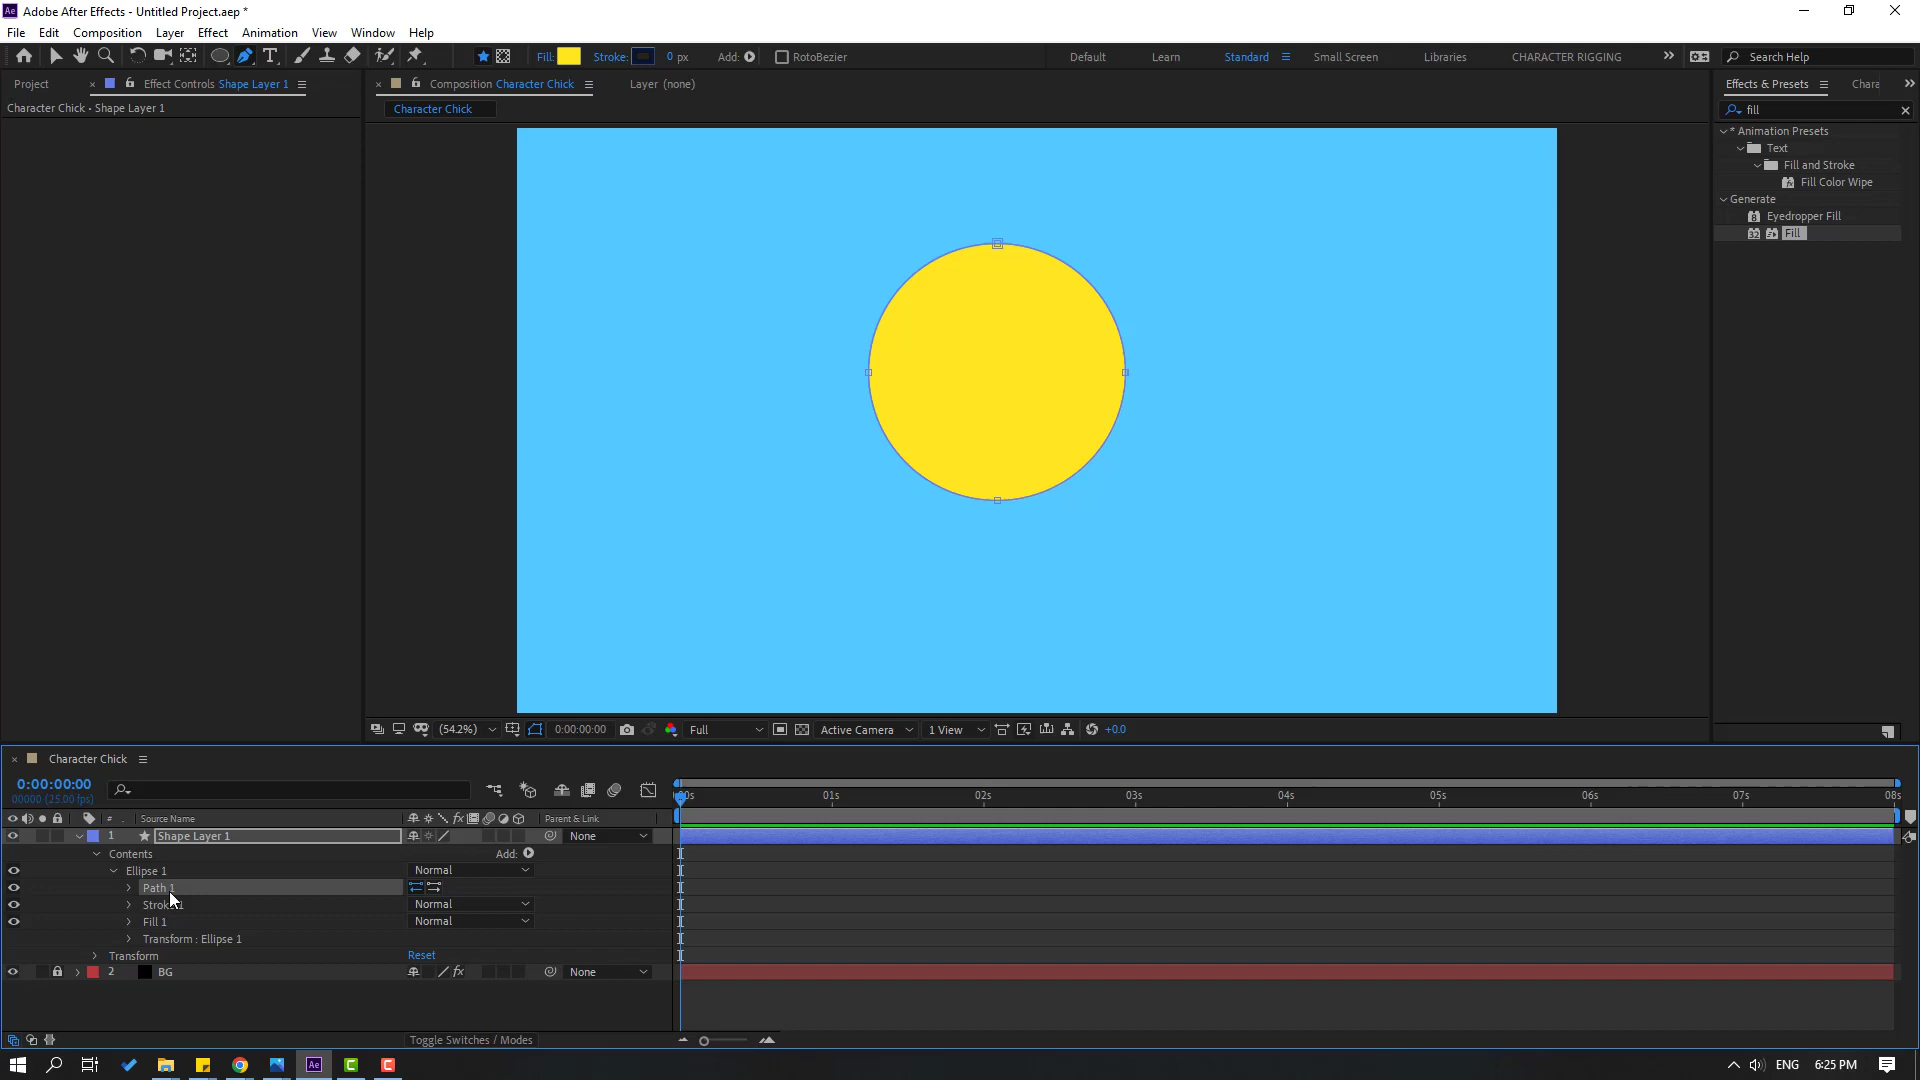 Adobe After Effects - Untitled Project.aep *
File Edit Composition Layer Effect Animation View Window Help
Fill: Stroke: 0 px Add: RotoBezier Default Learn Standard Small Screen Libraries CHARACTER RIGGING Search Help
Project Effect Controls Shape Layer 1 Composition Character Chick Layer (none) Effects & Presets Chara
Character Chick • Shape Layer 1
Character Chick
fill
* Animation Presets
Text
Fill and Stroke
Fill Color Wipe
Generate
Eyedropper Fill
Fill
(54.2%) 0:00:00:00 Full Active Camera 1 View +0.0
Character Chick
0:00:00:00
00000 (25.00 fps)
01s 02s 03s 04s 05s 06s 07s 08s
# Source Name Parent & Link
1 Shape Layer 1 None
Contents Add:
Ellipse 1 Normal
Path 1
Normal
Fill 1 Normal
Transform : Ellipse 1
Transform Reset
2 BG None
Toggle Switches / Modes
ENG 6:25 PM